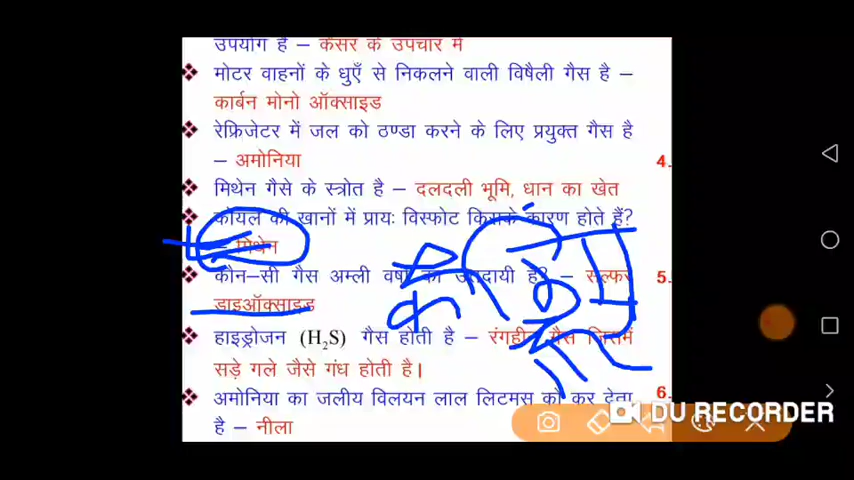 उपयोग है – कैंसर के उपचार में
❖ मोटर वाहनों के धुएँ से निकलने वाली विषैली गैस है –
कार्बन मोनो ऑक्साइड
❖ रेफ्रिजेटर में जल को ठण्डा करने के लिए प्रयुक्त गैस है
– अमोनिया
4.
❖ मिथेन गैसे के स्त्रोत है – दलदली भूमि, धान का खेत
❖ कोयल की खानों में प्रायः विस्फोट किसके कारण होते हैं?
– मिथेन
❖ कौन–सी गैस अम्ली वर्षा का उत्तदायी है? – सल्फर
5.
डाइऑक्साइड
❖ हाइड्रोजन (H₂S) गैस होती है – रंगहीन गैस जिसमें
सड़े गले जैसे गंध होती है।
❖ अमोनिया का जलीय विलयन लाल लिटमस को कर देता
6.
है – नीला
DU RECORDER